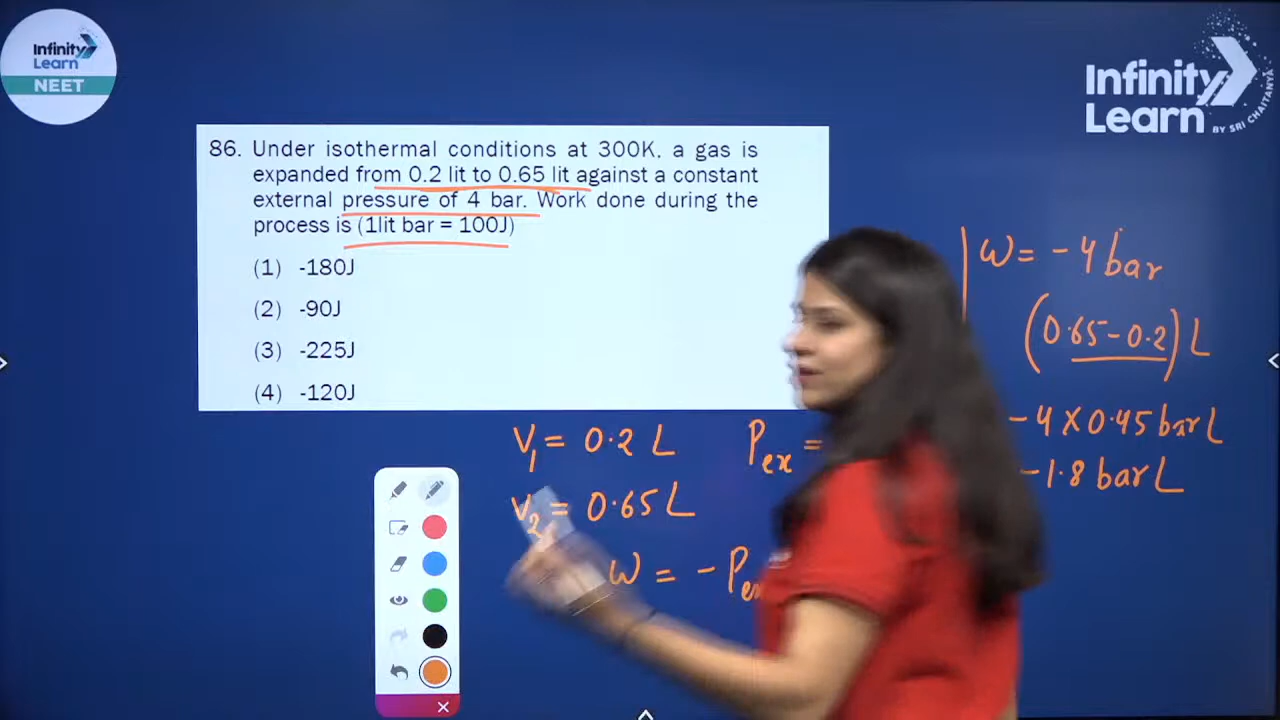 Infinity
Learn
NEET
Infinity
Learn
BY SRI CHAITANYA
86. Under isothermal conditions at 300K, a gas is
expanded from 0.2 lit to 0.65 lit against a constant
external pressure of 4 bar. Work done during the
process is (1lit bar = 100J)
(1) -180J
(2) -90J
(3) -225J
(4) -120J
V₁ = 0.2 L
P_ex =
V₂ = 0.65 L
W = - P_ex
W = - 4 bar
(0.65 - 0.2) L
- 4 X 0.45 bar L
- 1.8 bar L